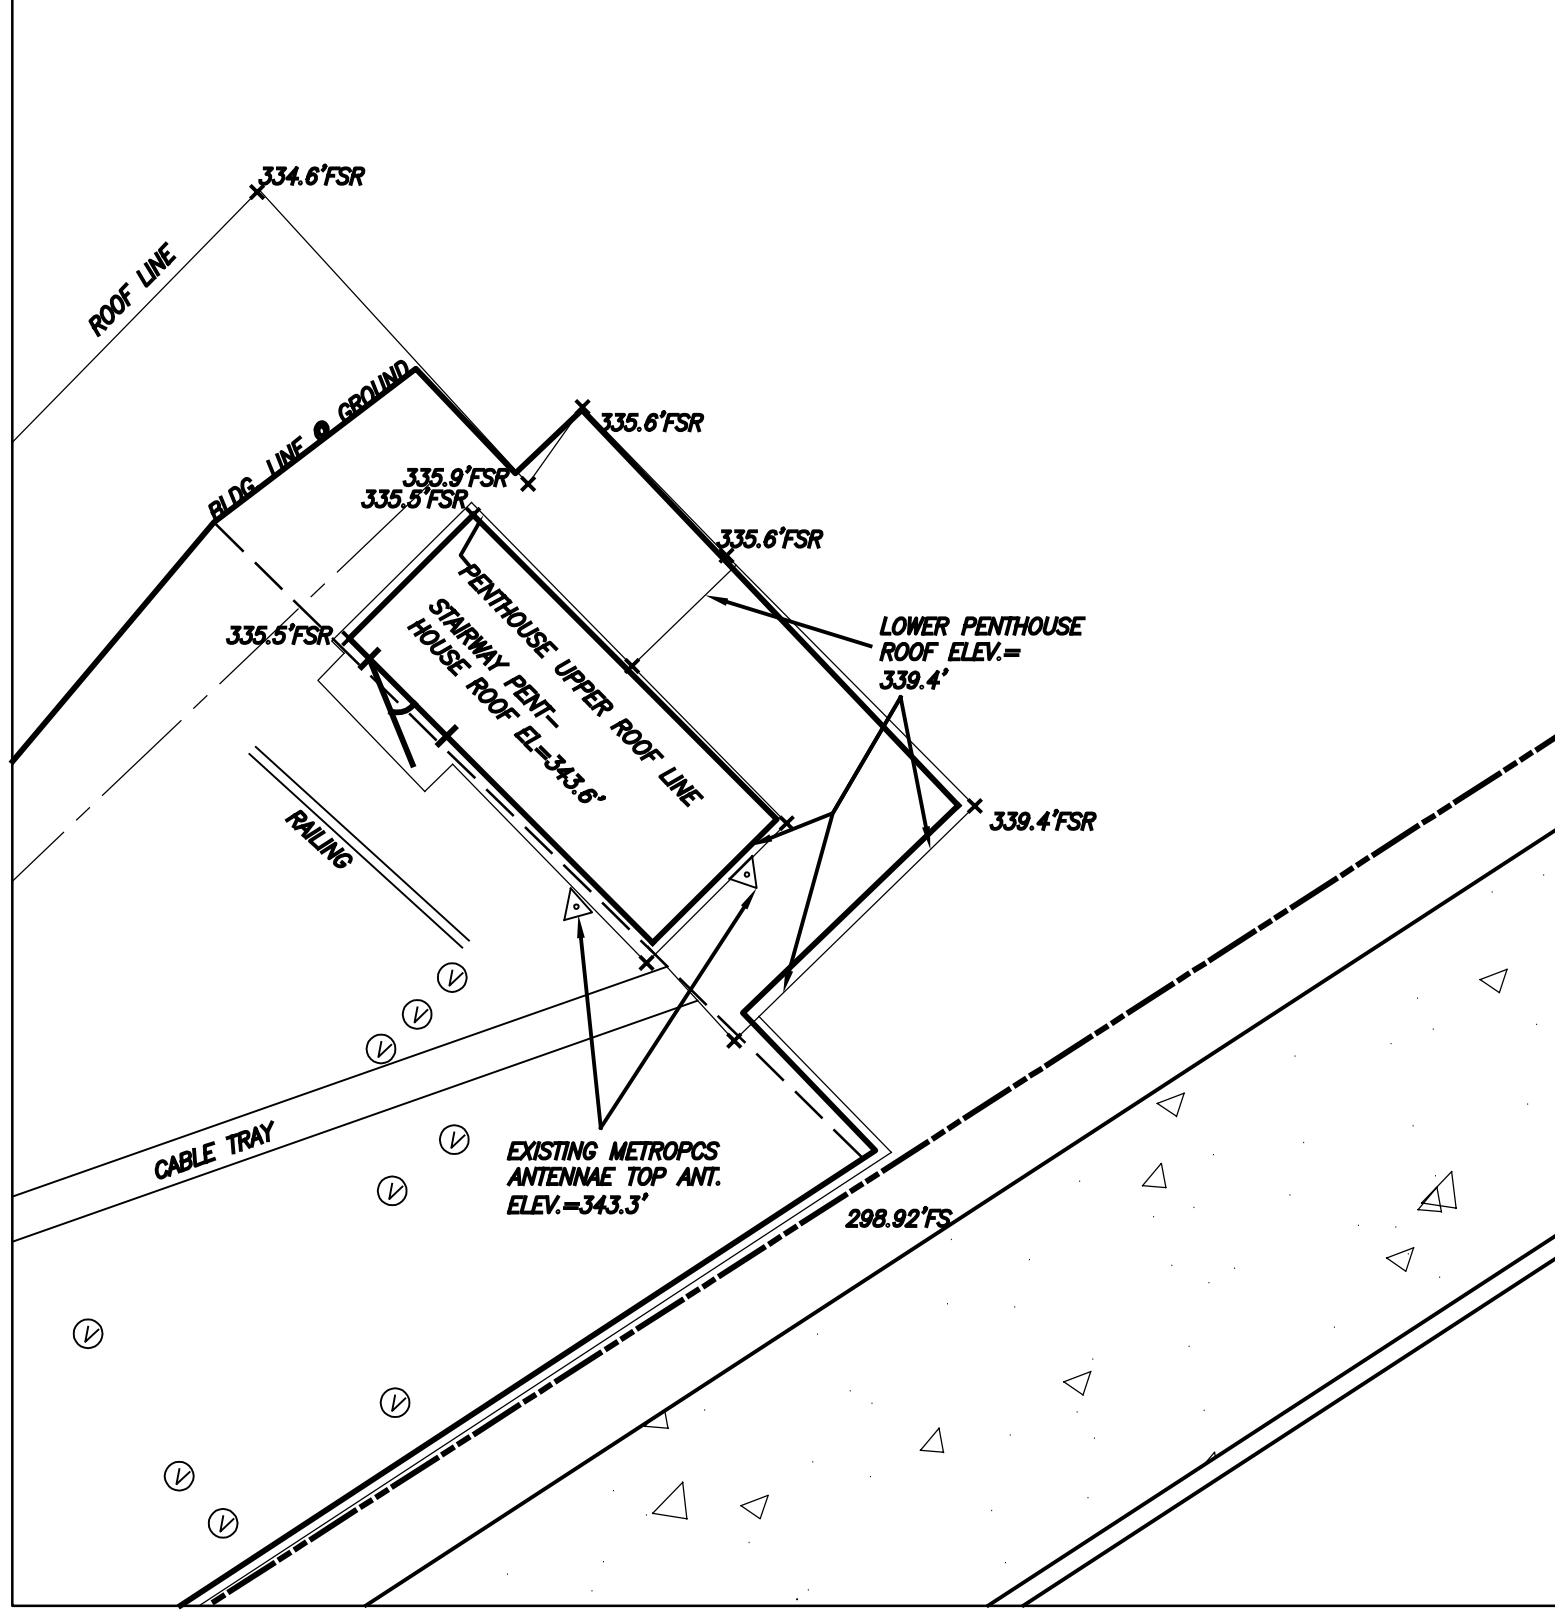 334.6'FSR
ROOF LINE
BLDG. LINE @ GROUND
335.6'FSR
335.9'FSR
335.5'FSR
335.6'FSR
335.5'FSR
PENTHOUSE UPPER ROOF LINE
STAIRWAY PENT-
HOUSE ROOF EL=343.6'
LOWER PENTHOUSE
ROOF ELEV.=
339.4'
339.4'FSR
RAILING
V
V
V
CABLE TRAY
V
V
EXISTING METROPCS
ANTENNAE TOP ANT.
ELEV.=343.3'
298.92'FS
V
V
V
V